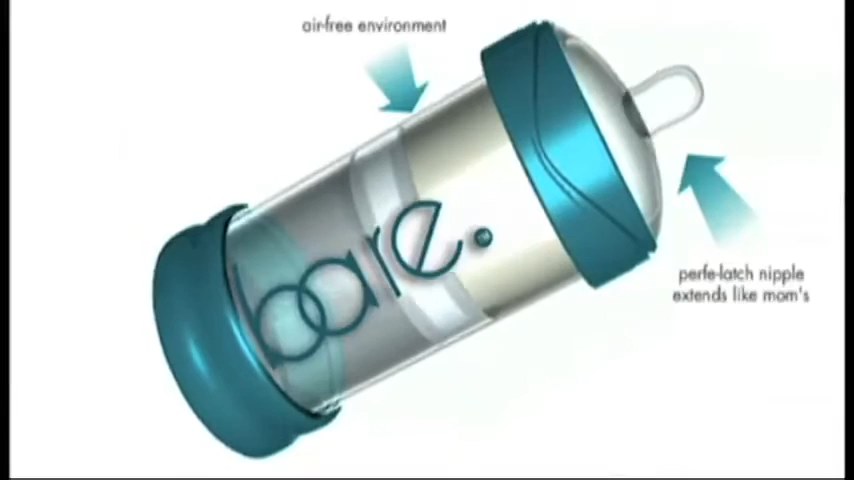 air-free environment
bare.
perfe-latch nipple
extends like mom's